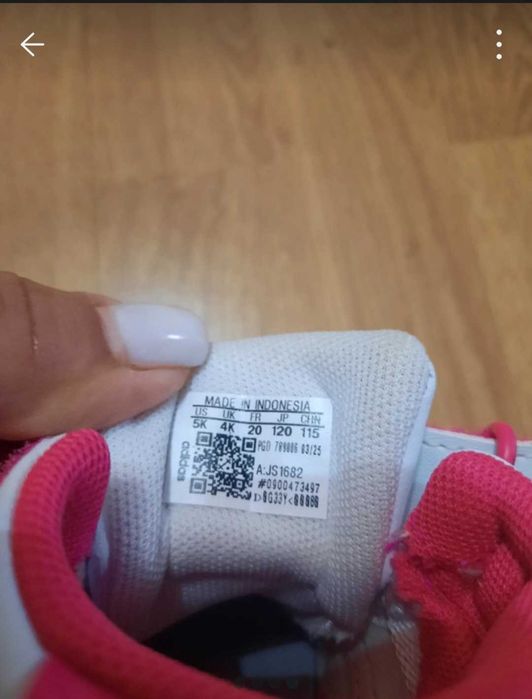 MADE IN INDONESIA
US UK FR JP CHN
5K 4K 20 120 115
PGD 789006 03/25
A:JS1682
#0900473497
adidas